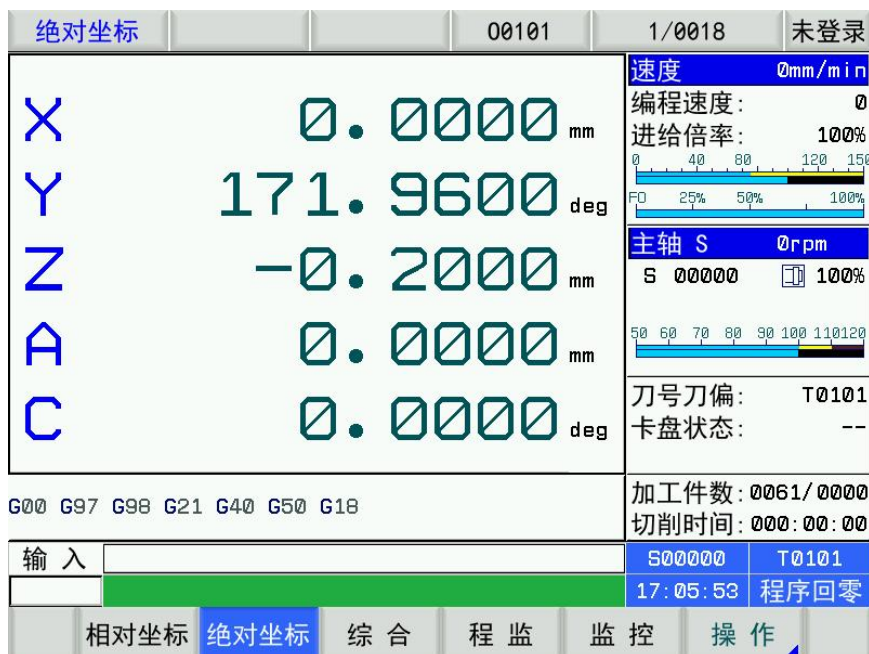 绝对坐标 O0101 1/0018 未登录
X 0.0000 mm
Y 171.9600 deg
Z -0.2000 mm
A 0.0000 mm
C 0.0000 deg
速度 0mm/min
编程速度: 0
进给倍率: 100%
0 40 80 120 150
F0 25% 50% 100%
主轴 S 0rpm
S 00000 100%
50 60 70 80 90 100 110120
刀号刀偏: T0101
卡盘状态: --
G00 G97 G98 G21 G40 G50 G18
加工件数: 0061/0000
切削时间: 000:00:00
输入
S00000 T0101
17:05:53 程序回零
相对坐标 绝对坐标 综合 程监 监控 操作